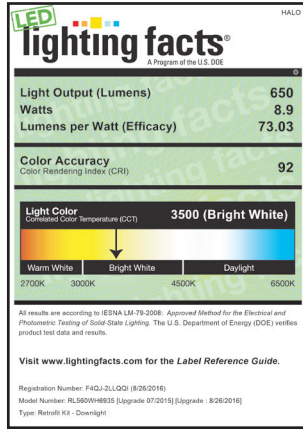 HALO
LED
lighting facts®
A Program of the U.S. DOE
Light Output (Lumens) 650
Watts 8.9
Lumens per Watt (Efficacy) 73.03
Color Accuracy
Color Rendering Index (CRI) 92
Light Color
Correlated Color Temperature (CCT) 3500 (Bright White)
Warm White Bright White Daylight
2700K 3000K 4500K 6500K
All results are according to IESNA LM-79-2008: Approved Method for the Electrical and
Photometric Testing of Solid-State Lighting. The U.S. Department of Energy (DOE) verifies
product test data and results.
Visit www.lightingfacts.com for the Label Reference Guide.
Registration Number: F4QJ-2LLQQI (8/26/2016)
Model Number: RL560WH6935 [Upgrade 07/2015] [Upgrade : 8/26/2016]
Type: Retrofit Kit - Downlight